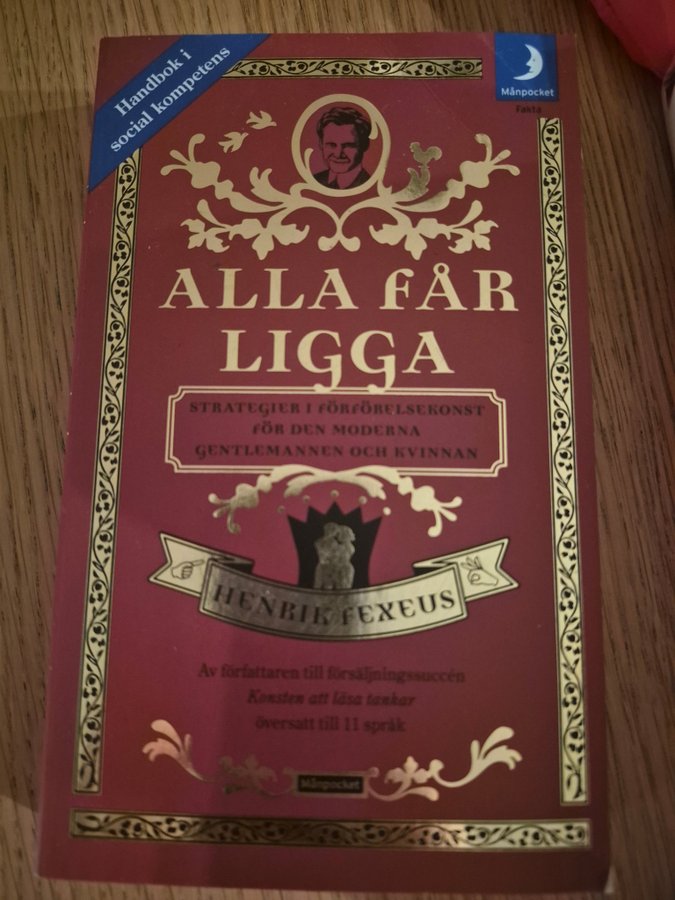 Handbok i
social kompetens
Månpocket
Fakta
ALLA FÅR
LIGGA
STRATEGIER I FÖRFÖRELSEKONST
FÖR DEN MODERNA
GENTLEMANNEN OCH KVINNAN
HENRIK FEXEUS
Av författaren till försäljningssuccén
Konsten att läsa tankar
översatt till 11 språk
Månpocket